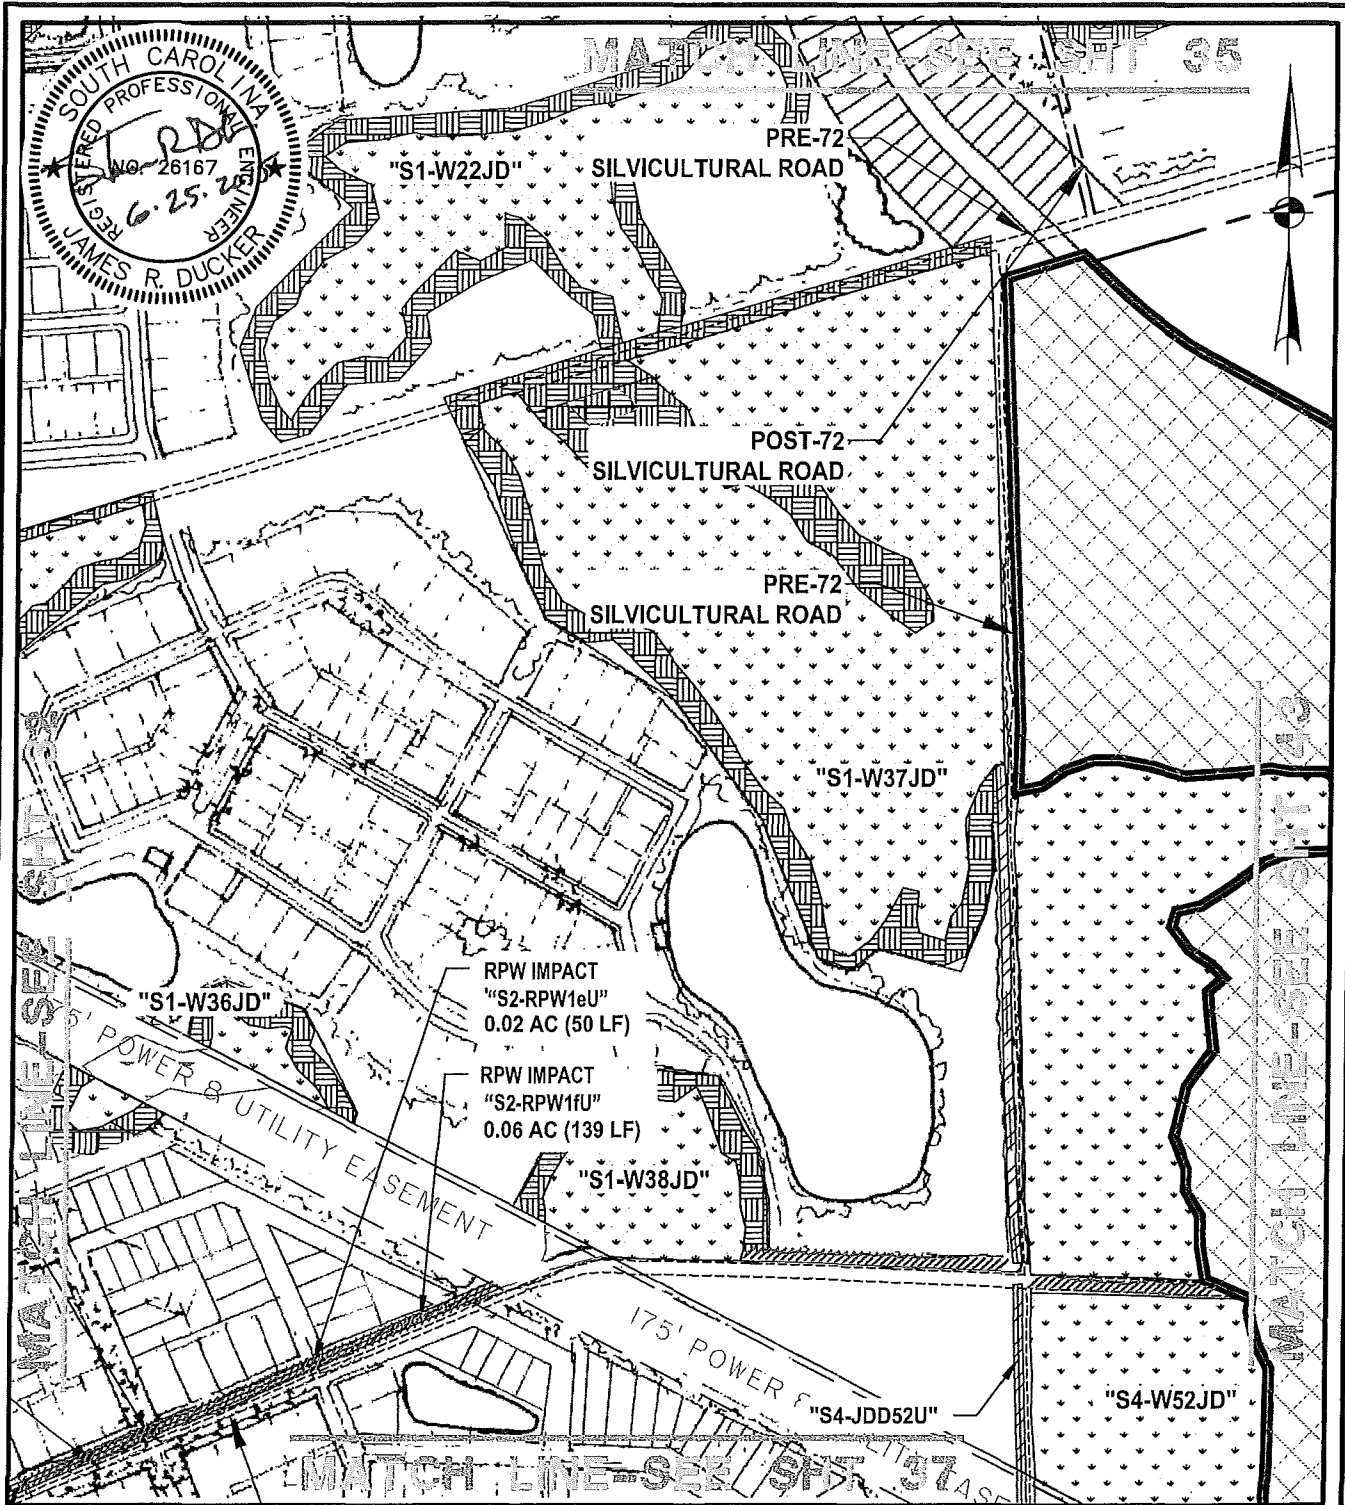 MATCH LINE-SEE SHT 35
SOUTH CAROLINA
REGISTERED PROFESSIONAL ENGINEER
NO. 26167
6.25.20
JAMES R. DUCKER
"S1-W22JD"
PRE-72
SILVICULTURAL ROAD
POST-72
SILVICULTURAL ROAD
PRE-72
SILVICULTURAL ROAD
"S1-W37JD"
MATCH LINE-SEE SHT
MATCH LINE-SEE SHT 43
"S1-W36JD"
RPW IMPACT
"S2-RPW1eU"
0.02 AC (50 LF)
RPW IMPACT
"S2-RPW1fU"
0.06 AC (139 LF)
5' POWER & UTILITY EASEMENT
"S1-W38JD"
175' POWER &
"S4-JDD52U"
"S4-W52JD"
MATCH LINE-SEE SHT 37